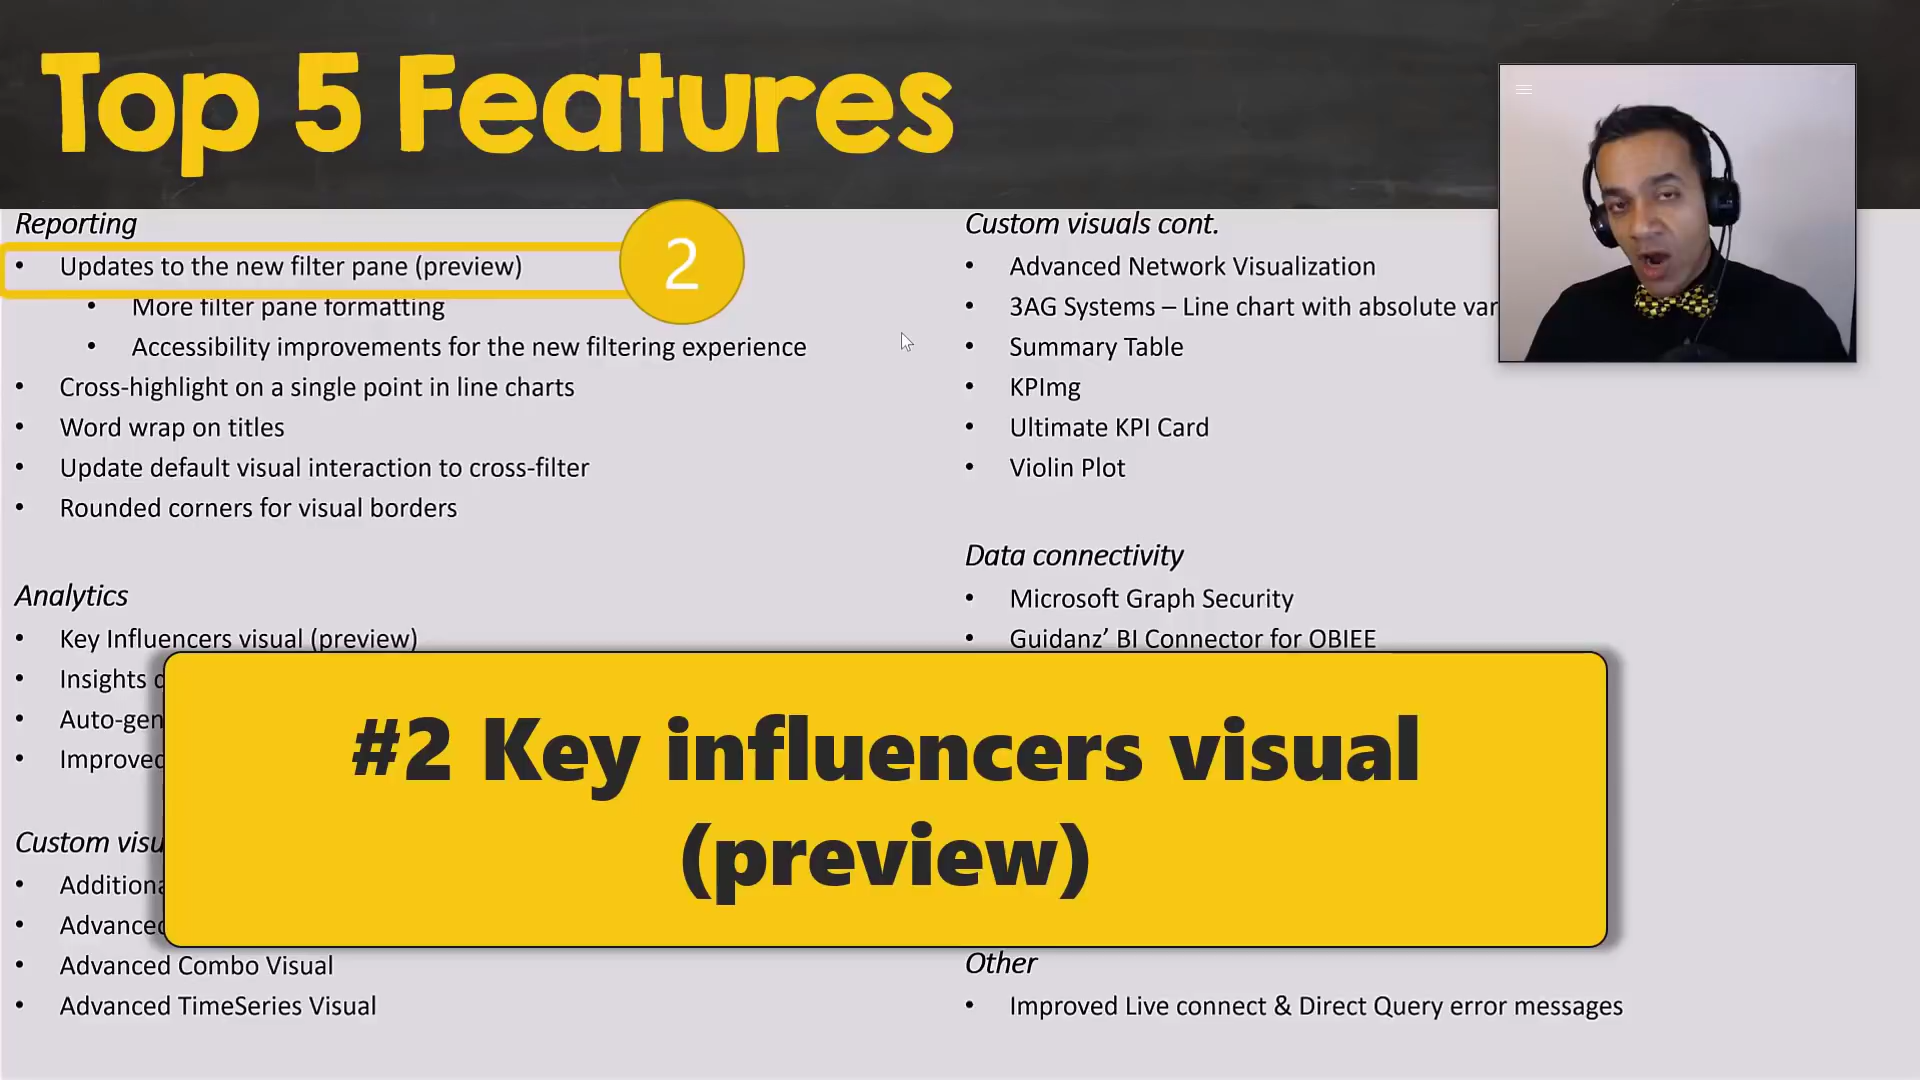 Top 5 Features
Reporting
• Updates to the new filter pane (preview)
2
• More filter pane formatting
• Accessibility improvements for the new filtering experience
• Cross-highlight on a single point in line charts
• Word wrap on titles
• Update default visual interaction to cross-filter
• Rounded corners for visual borders
Analytics
• Key Influencers visual (preview)
• Insights
• Auto-gen
• Improved
Custom visu
• Additiona
• Advanced
• Advanced Combo Visual
• Advanced TimeSeries Visual
Custom visuals cont.
• Advanced Network Visualization
• 3AG Systems – Line chart with absolute var
• Summary Table
• KPImg
• Ultimate KPI Card
• Violin Plot
Data connectivity
• Microsoft Graph Security
• Guidanz’ BI Connector for OBIEE
Other
• Improved Live connect & Direct Query error messages
#2 Key influencers visual
(preview)